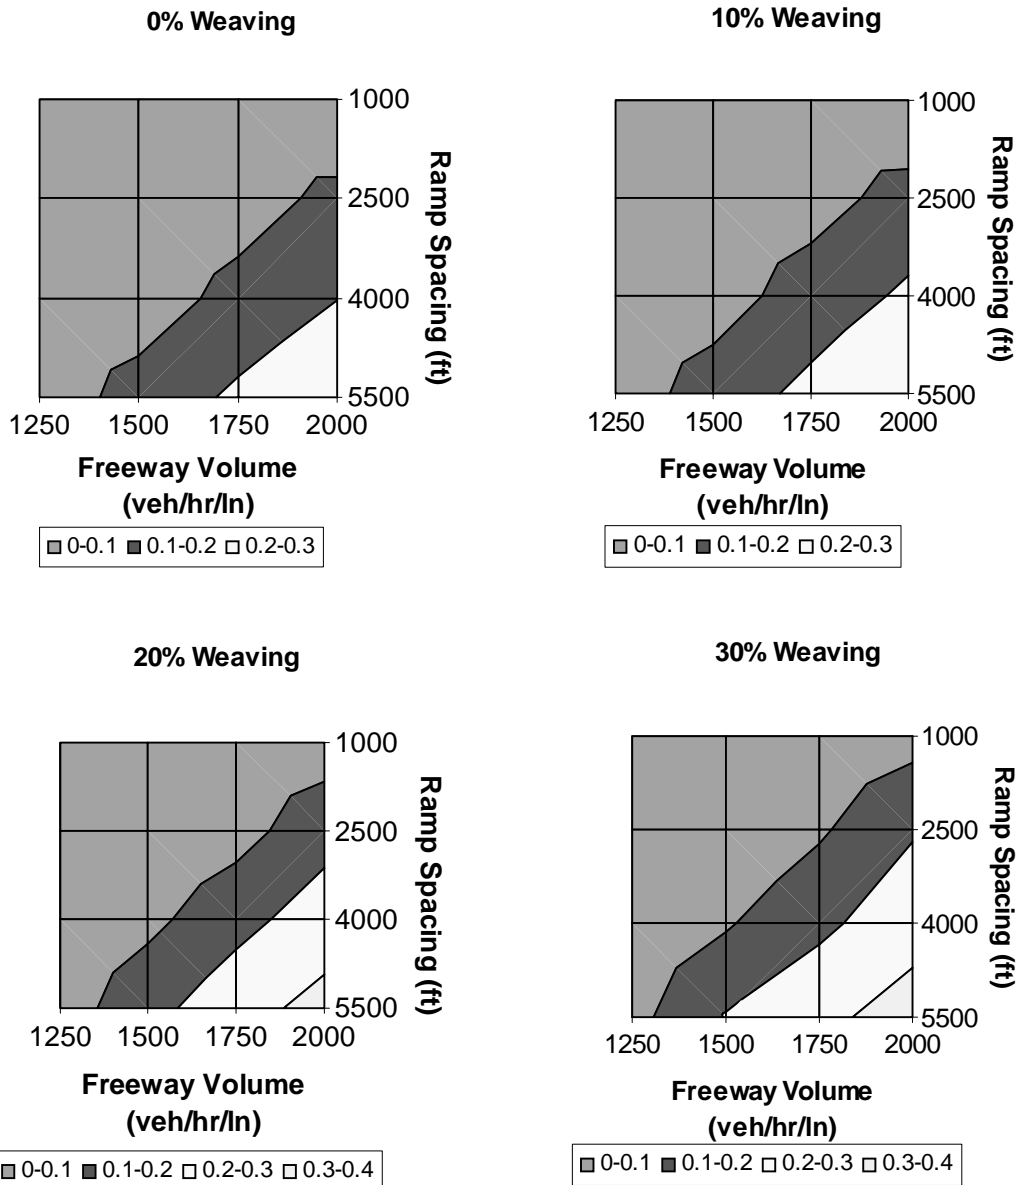 0% Weaving
10% Weaving
1000
2500
4000
5500
Ramp Spacing (ft)
1250 1500 1750 2000
Freeway Volume
(veh/hr/ln)
0-0.1 0.1-0.2 0.2-0.3
1000
2500
4000
5500
Ramp Spacing (ft)
1250 1500 1750 2000
Freeway Volume
(veh/hr/ln)
0-0.1 0.1-0.2 0.2-0.3
20% Weaving
30% Weaving
1000
2500
4000
5500
Ramp Spacing (ft)
1250 1500 1750 2000
Freeway Volume
(veh/hr/ln)
0-0.1 0.1-0.2 0.2-0.3 0.3-0.4
1000
2500
4000
5500
Ramp Spacing (ft)
1250 1500 1750 2000
Freeway Volume
(veh/hr/ln)
0-0.1 0.1-0.2 0.2-0.3 0.3-0.4